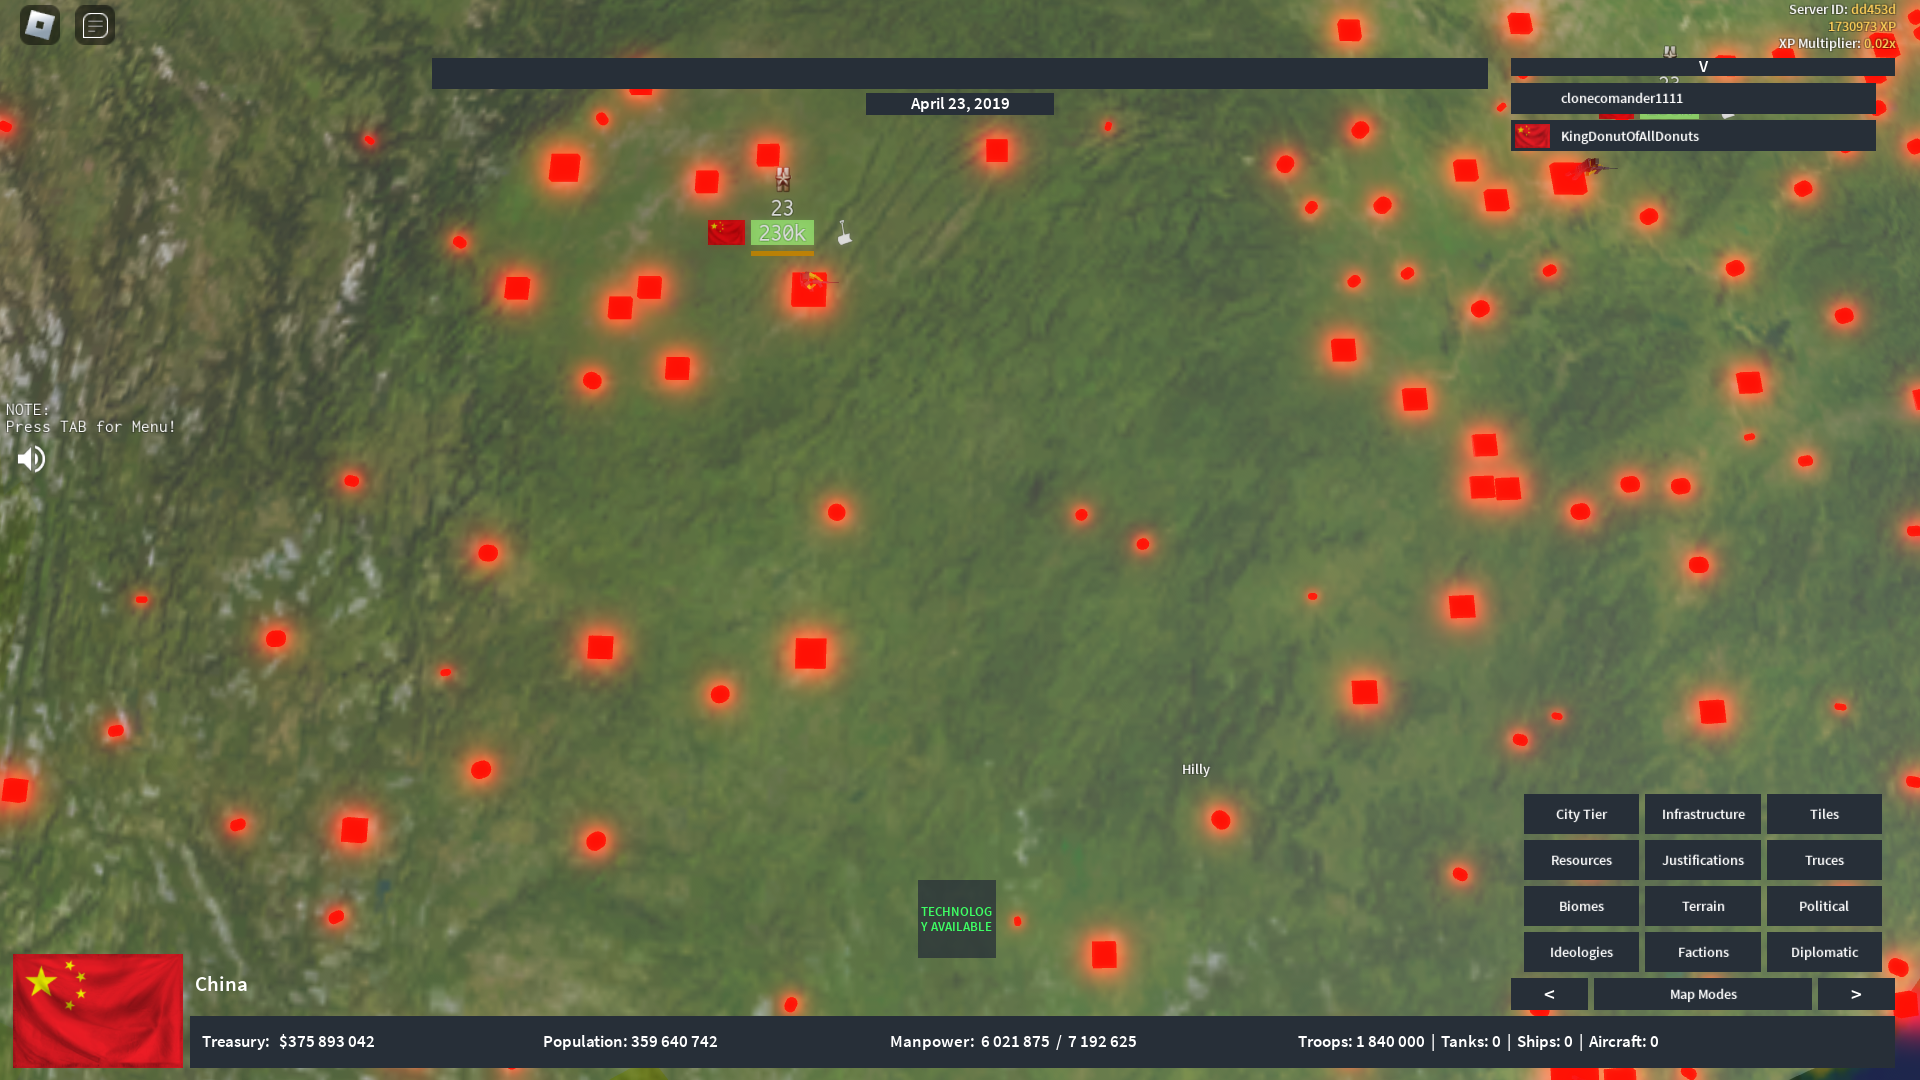 Server ID: dd453d
1730973 XP
XP Multiplier: 0.02x
V
April 23, 2019
clonecomander1111
KingDonutOfAllDonuts
23
230k
NOTE:
Press TAB for Menu!
Hilly
City Tier
Infrastructure
Tiles
Resources
Justifications
Truces
TECHNOLOG
Y AVAILABLE
Biomes
Terrain
Political
Ideologies
Factions
Diplomatic
China
<
Map Modes
>
Treasury: $375 893 042
Population: 359 640 742
Manpower: 6 021 875 / 7 192 625
Troops: 1 840 000 | Tanks: 0 | Ships: 0 | Aircraft: 0